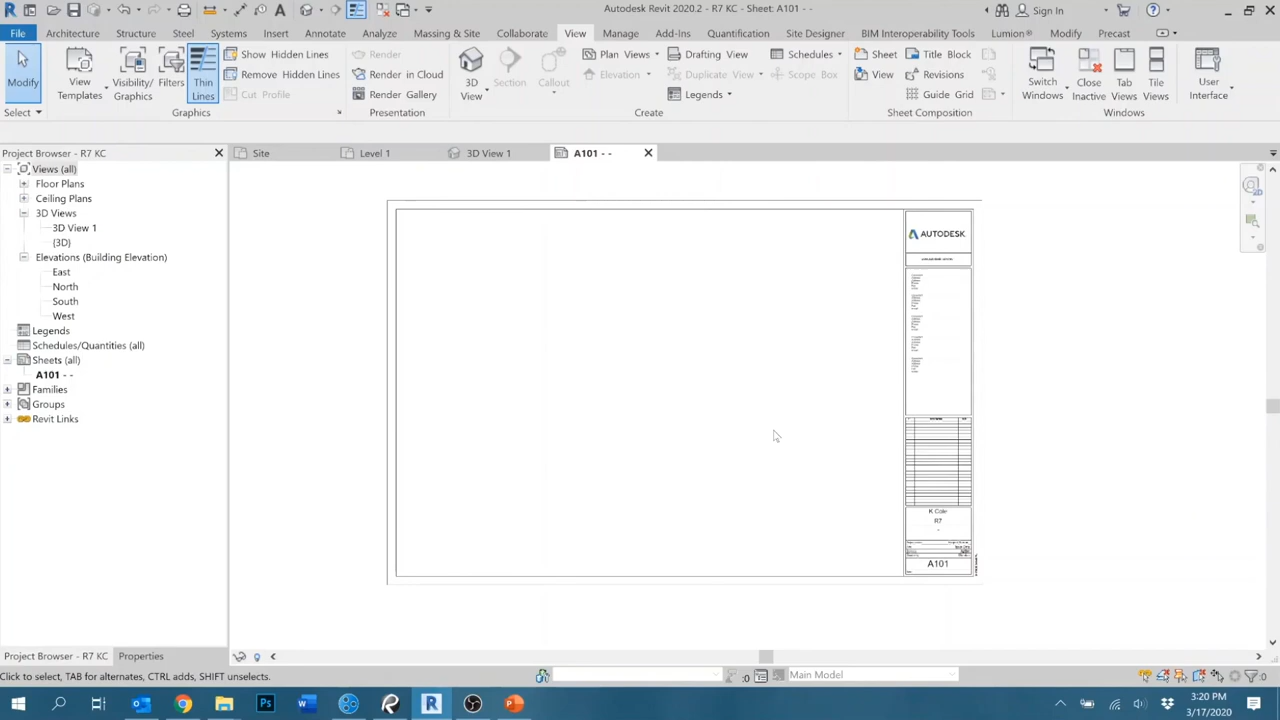 Autodesk Revit 2020.2 - R7 KC - Sheet: A101 - -
Sign In
File Architecture Structure Steel Systems Insert Annotate Analyze Massing & Site Collaborate View Manage Add-Ins Quantification Site Designer BIM Interoperability Tools Lumion® Modify Precast
Modify
View Templates
Visibility/ Graphics
Filters
Thin Lines
Show Hidden Lines
Remove Hidden Lines
Cut Profile
Render
Render in Cloud
Render Gallery
3D View
Section
Callout
Plan Views
Elevation
Drafting View
Duplicate View
Legends
Schedules
Scope Box
Sheet
View
Title Block
Revisions
Guide Grid
Switch Windows
Close Inactive
Tab Views
Tile Views
User Interface
Select Graphics Presentation Create Sheet Composition Windows
Project Browser - R7 KC
Site
Level 1
3D View 1
A101 - -
Views (all)
Floor Plans
Ceiling Plans
3D Views
3D View 1
(3D)
Elevations (Building Elevation)
East
North
South
West
Legends
Schedules/Quantities (all)
Sheets (all)
A101 - -
Families
Groups
Revit Links
AUTODESK
K Cole
R7
A101
2D
Project Browser - R7 KC
Properties
Click to select, TAB for alternates, CTRL adds, SHIFT unselects.
:0
Main Model
:0
3:20 PM
3/17/2020